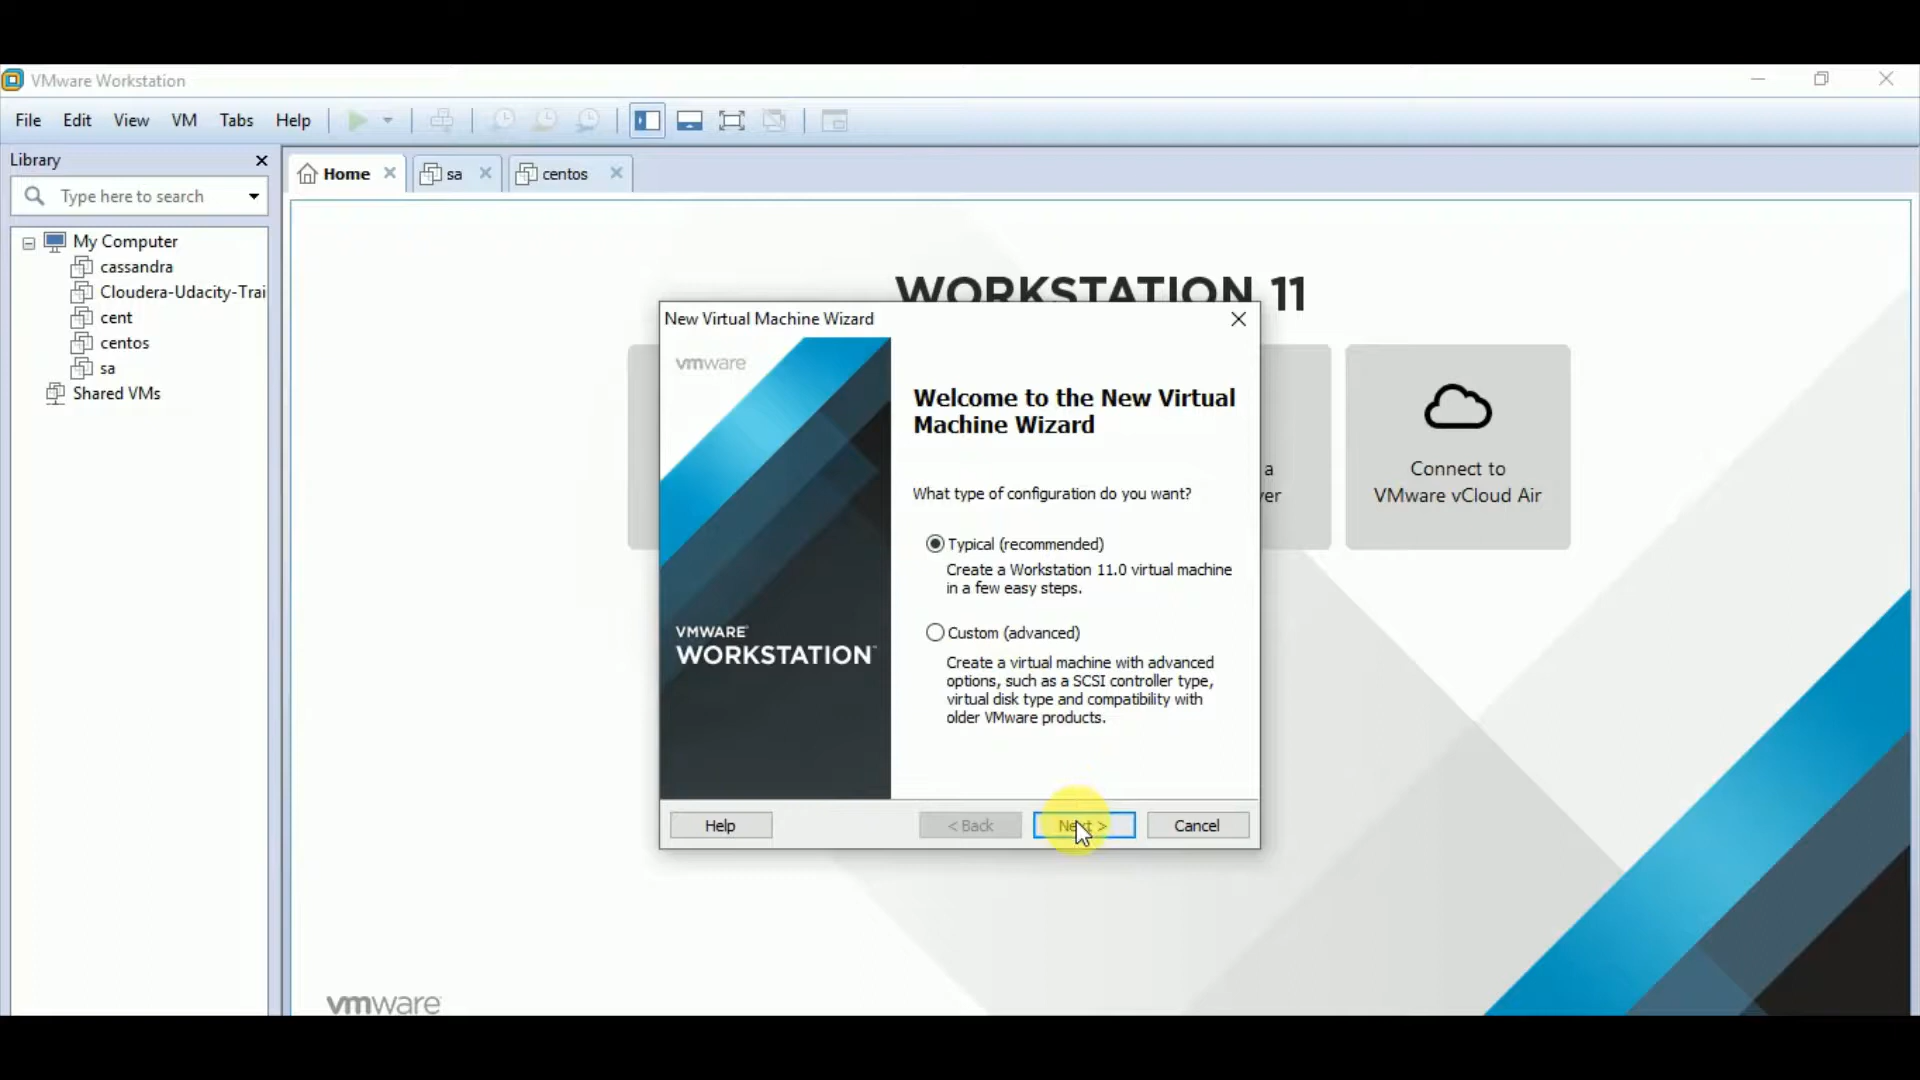 VMware Workstation
File Edit View VM Tabs Help
Library
Type here to search
My Computer
cassandra
Cloudera-Udacity-Trai
cent
centos
sa
Shared VMs
Home sa centos
WORKSTATION 11
New Virtual Machine Wizard
vmware
Welcome to the New Virtual
Machine Wizard
What type of configuration do you want?
Typical (recommended)
Create a Workstation 11.0 virtual machine
in a few easy steps.
Custom (advanced)
Create a virtual machine with advanced
options, such as a SCSI controller type,
virtual disk type and compatibility with
older VMware products.
VMWARE
WORKSTATION™
Help < Back Next > Cancel
a
ver
Connect to
VMware vCloud Air
vmware